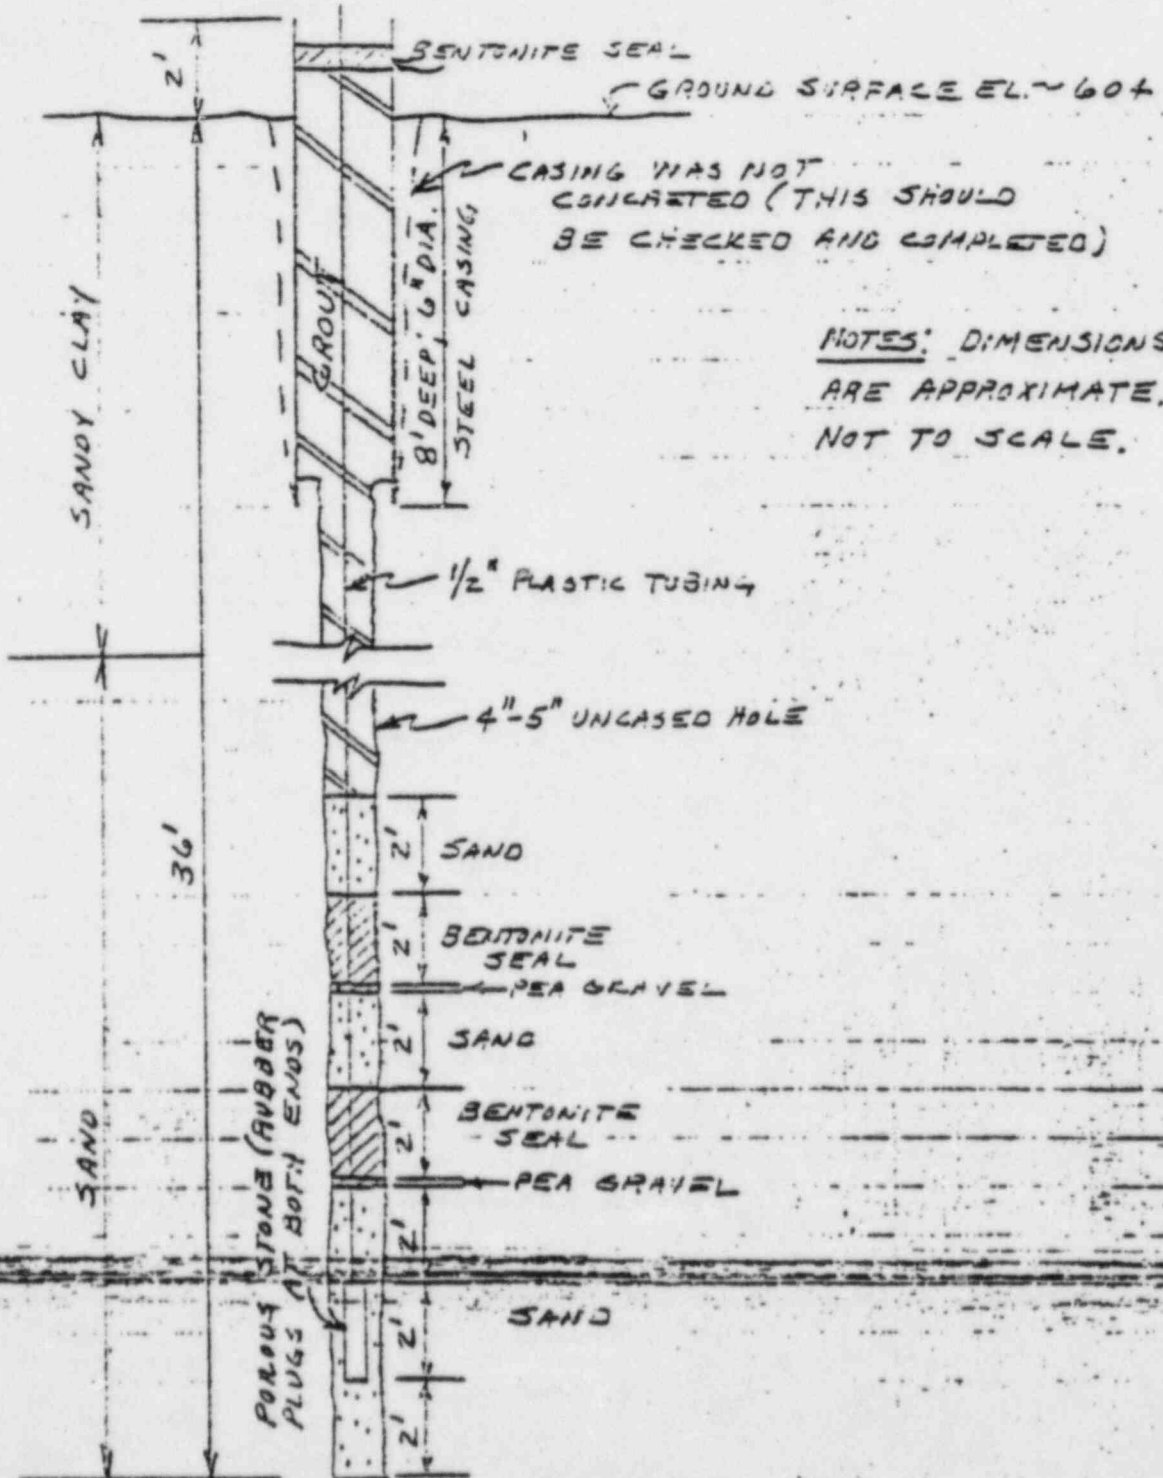 2'
BENTONITE SEAL
GROUND SURFACE EL.~604
CASING WAS NOT
CONCRETED (THIS SHOULD
BE CHECKED AND COMPLETED)
SANDY CLAY
GROUT
8' DEEP, 6" DIA.
STEEL CASING
NOTES: DIMENSIONS
ARE APPROXIMATE.
NOT TO SCALE.
1/2" PLASTIC TUBING
4"-5" UNCASED HOLE
36'
2'
SAND
2'
BENTONITE
SEAL
PEA GRAVEL
2'
SAND
SAND
2'
BENTONITE
SEAL
PEA GRAVEL
POROUS STONE (RUBBER
PLUGS AT BOTH ENDS)
2'
2'
SAND
2'